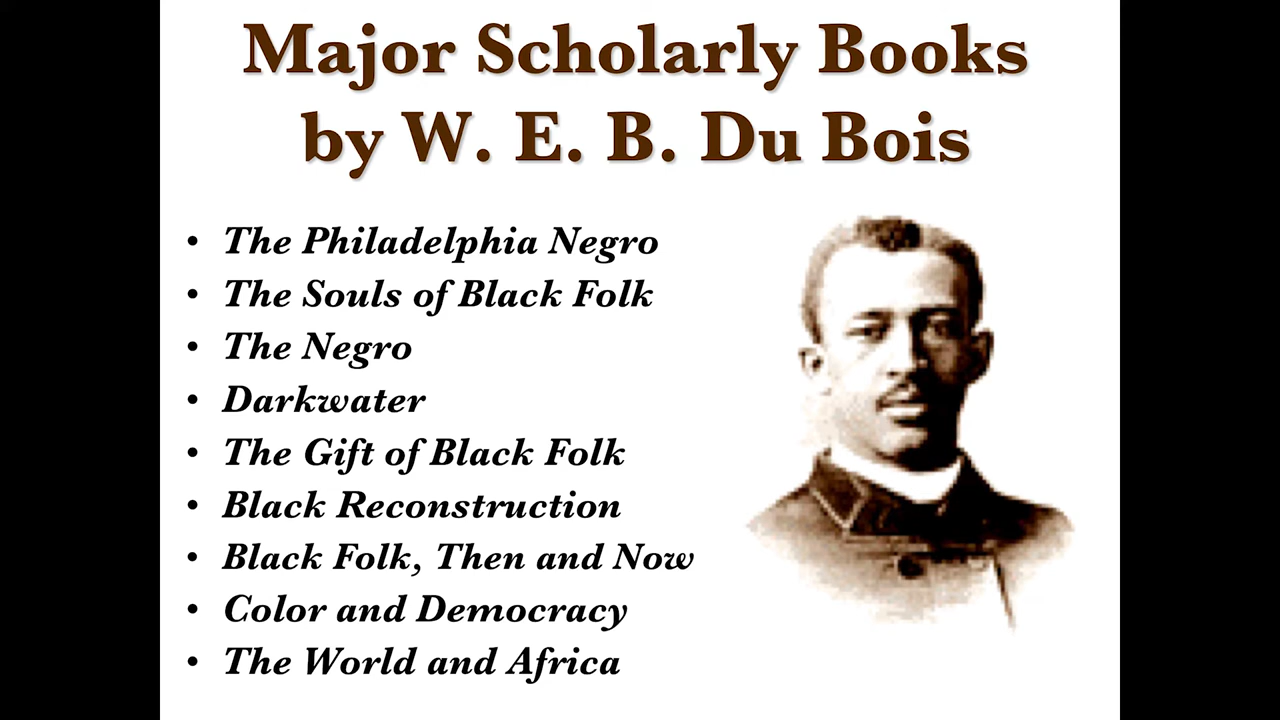 Major Scholarly Books
by W. E. B. Du Bois
• The Philadelphia Negro
• The Souls of Black Folk
• The Negro
• Darkwater
• The Gift of Black Folk
• Black Reconstruction
• Black Folk, Then and Now
• Color and Democracy
• The World and Africa